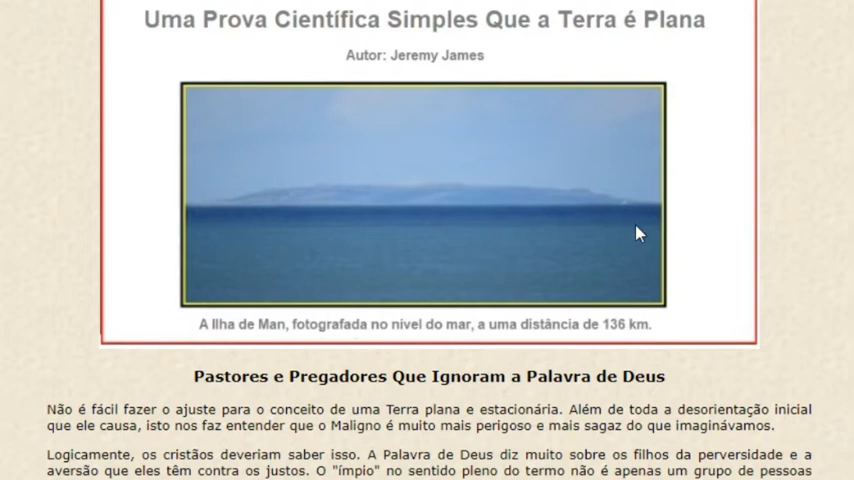 Uma Prova Científica Simples Que a Terra é Plana
Autor: Jeremy James
A Ilha de Man, fotografada no nível do mar, a uma distância de 136 km.
Pastores e Pregadores Que Ignoram a Palavra de Deus
Não é fácil fazer o ajuste para o conceito de uma Terra plana e estacionária. Além de toda a desorientação inicial
que ele causa, isto nos faz entender que o Maligno é muito mais perigoso e mais sagaz do que imaginávamos.
Logicamente, os cristãos deveriam saber isso. A Palavra de Deus diz muito sobre os filhos da perversidade e a
aversão que eles têm contra os justos. O "ímpio" no sentido pleno do termo não é apenas um grupo de pessoas